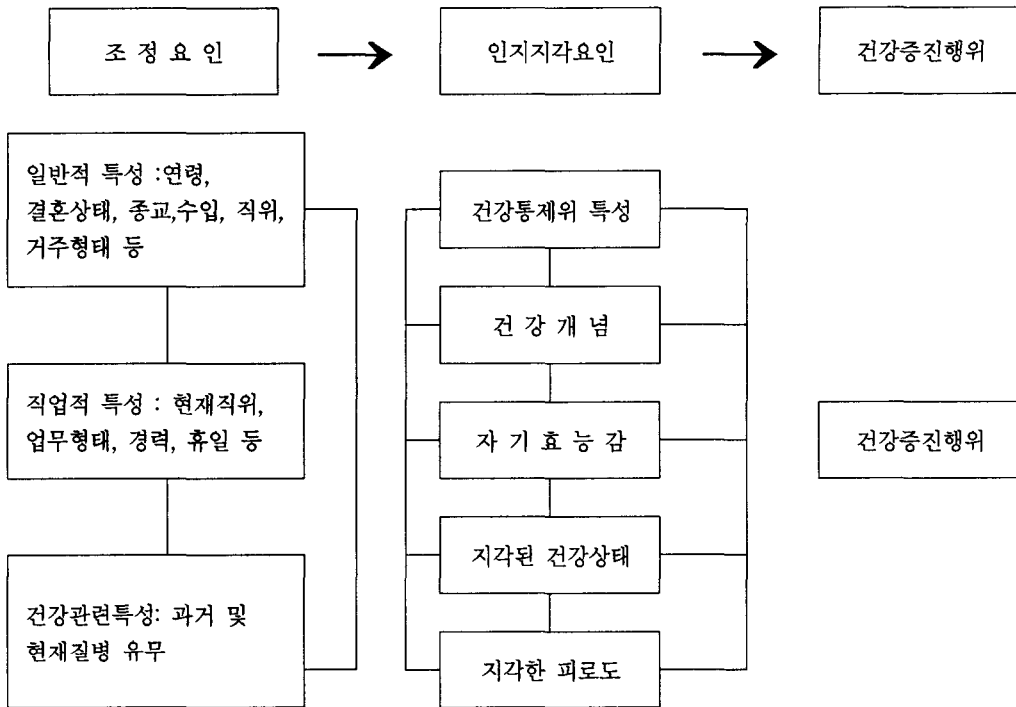 조 정 요 인
인지지각요인
건강증진행위
일반적 특성 :연령,
결혼상태, 종교,수입, 직위,
거주형태 등
직업적 특성 : 현재직위,
업무형태, 경력, 휴일 등
건강관련특성: 과거 및
현재질병 유무
건강통제위 특성
건 강 개 념
자 기 효 능 감
지각된 건강상태
지각한 피로도
건강증진행위